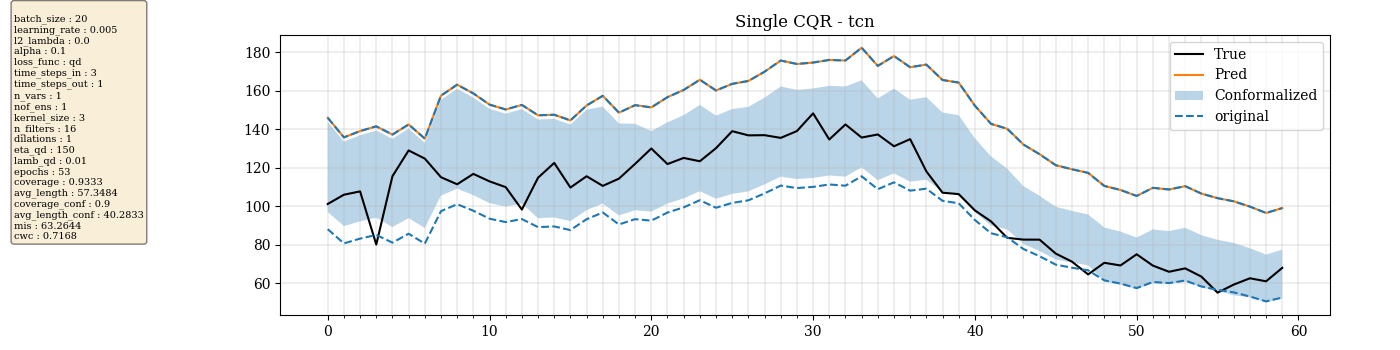 batch_size : 20
learning_rate : 0.005
l2_lambda : 0.0
alpha : 0.1
loss_func : qd
time_steps_in : 3
time_steps_out : 1
n_vars : 1
nof_ens : 1
kernel_size : 3
n_filters : 16
dilations : 1
eta_qd : 150
lamb_qd : 0.01
epochs : 53
coverage : 0.9333
avg_length : 57.3484
coverage_conf : 0.9
avg_length_conf : 40.2833
mis : 63.2644
cwc : 0.7168
Single CQR - tcn
180
160
140
120
100
80
60
0 10 20 30 40 50 60
True
Pred
Conformalized
original